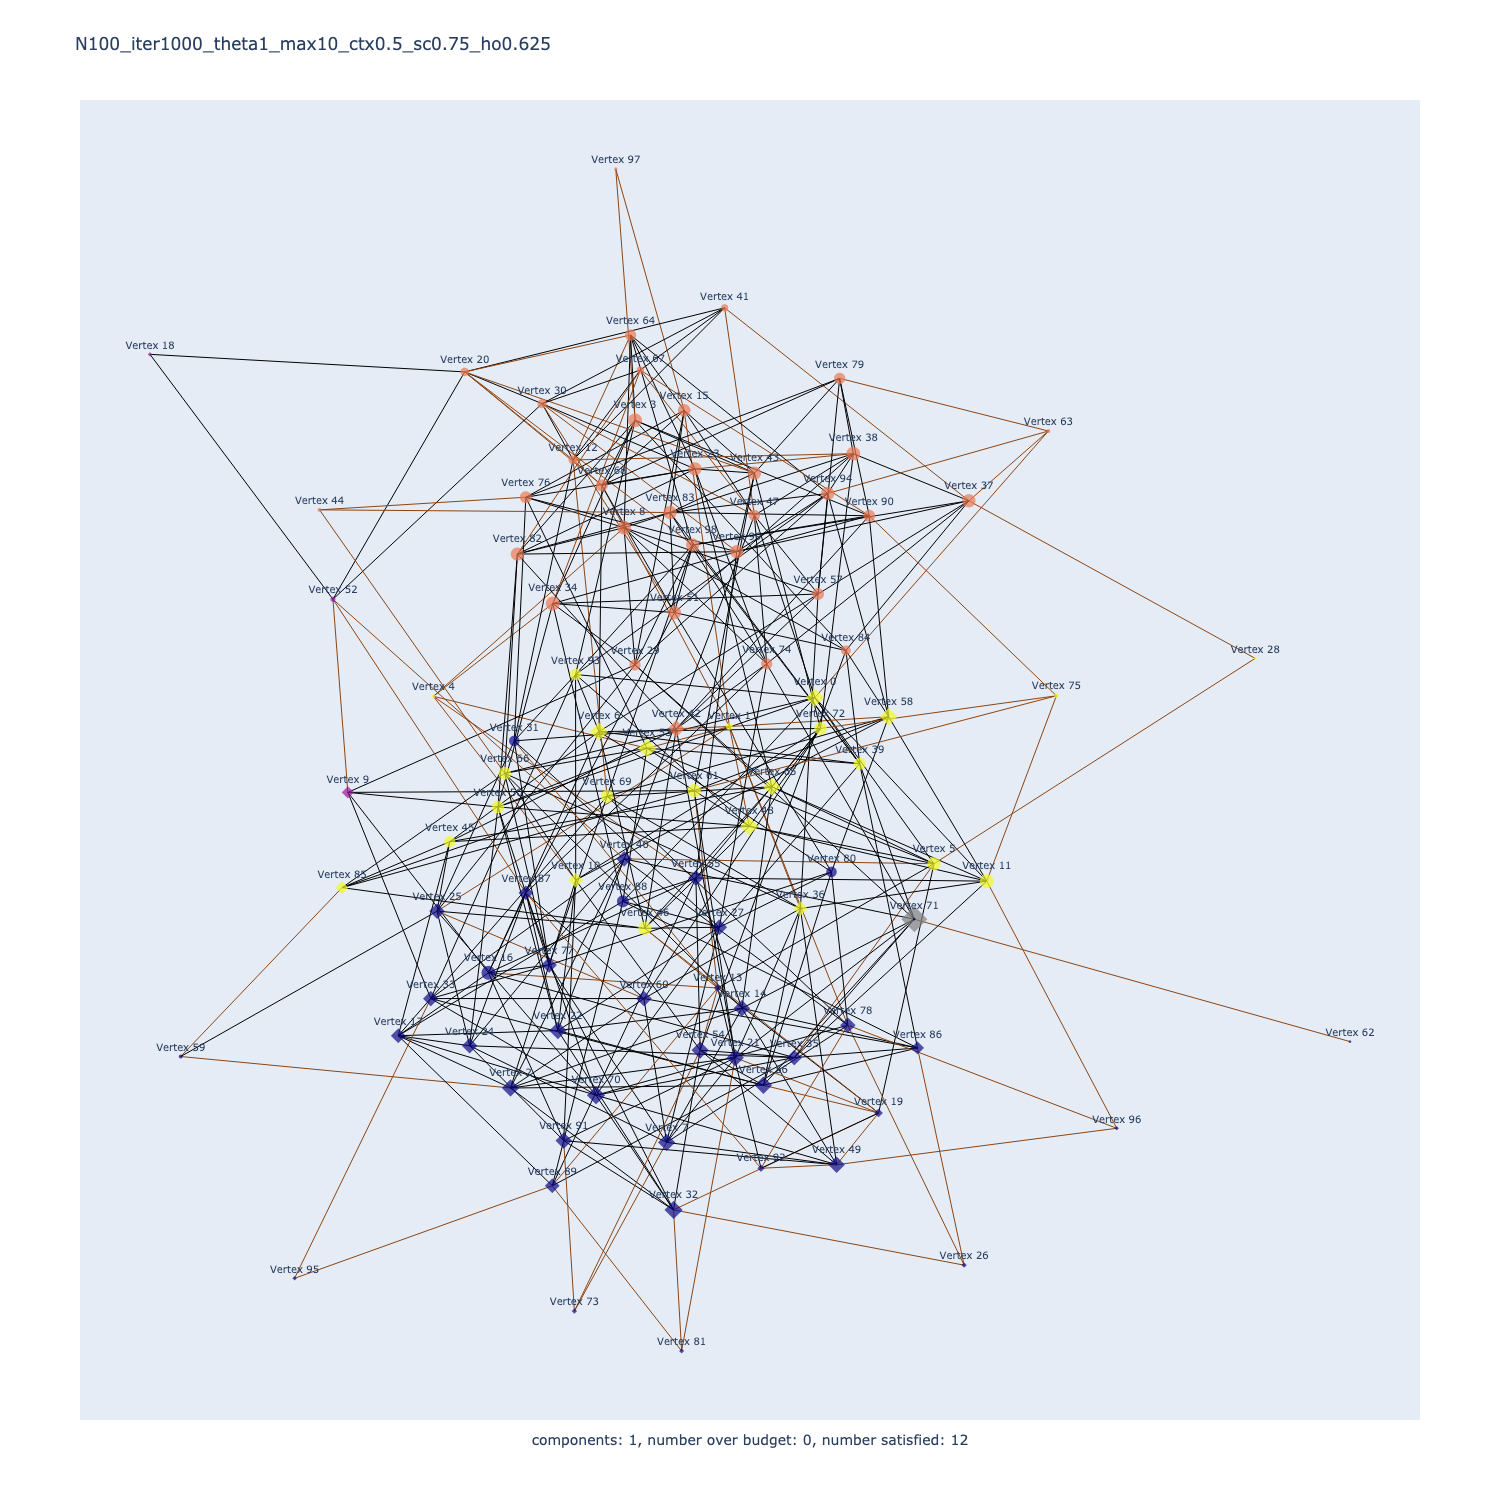 N100_iter1000_theta1_max10_ctx0.5_sc0.75_ho0.625
Vertex 97
Vertex 41
Vertex 64
Vertex 18
Vertex 20
Vertex 67
Vertex 79
Vertex 30
Vertex 15
Vertex 3
Vertex 63
Vertex 12
Vertex 38
Vertex 23
Vertex 43
Vertex 68
Vertex 76
Vertex 94
Vertex 37
Vertex 44
Vertex 83
Vertex 47
Vertex 90
Vertex 8
Vertex 98
Vertex 82
Vertex 52
Vertex 34
Vertex 57
Vertex 51
Vertex 29
Vertex 74
Vertex 84
Vertex 28
Vertex 93
Vertex 4
Vertex 0
Vertex 75
Vertex 58
Vertex 6
Vertex 42
Vertex 1
Vertex 72
Vertex 31
Vertex 39
Vertex 66
Vertex 9
Vertex 69
Vertex 61
Vertex 48
Vertex 45
Vertex 40
Vertex 55
Vertex 80
Vertex 5
Vertex 11
Vertex 85
Vertex 25
Vertex 87
Vertex 10
Vertex 88
Vertex 36
Vertex 71
Vertex 46
Vertex 27
Vertex 16
Vertex 77
Vertex 33
Vertex 60
Vertex 13
Vertex 14
Vertex 78
Vertex 17
Vertex 24
Vertex 22
Vertex 54
Vertex 21
Vertex 35
Vertex 86
Vertex 62
Vertex 59
Vertex 2
Vertex 70
Vertex 56
Vertex 19
Vertex 96
Vertex 91
Vertex 7
Vertex 49
Vertex 89
Vertex 92
Vertex 32
Vertex 26
Vertex 95
Vertex 73
Vertex 81
components: 1, number over budget: 0, number satisfied: 12